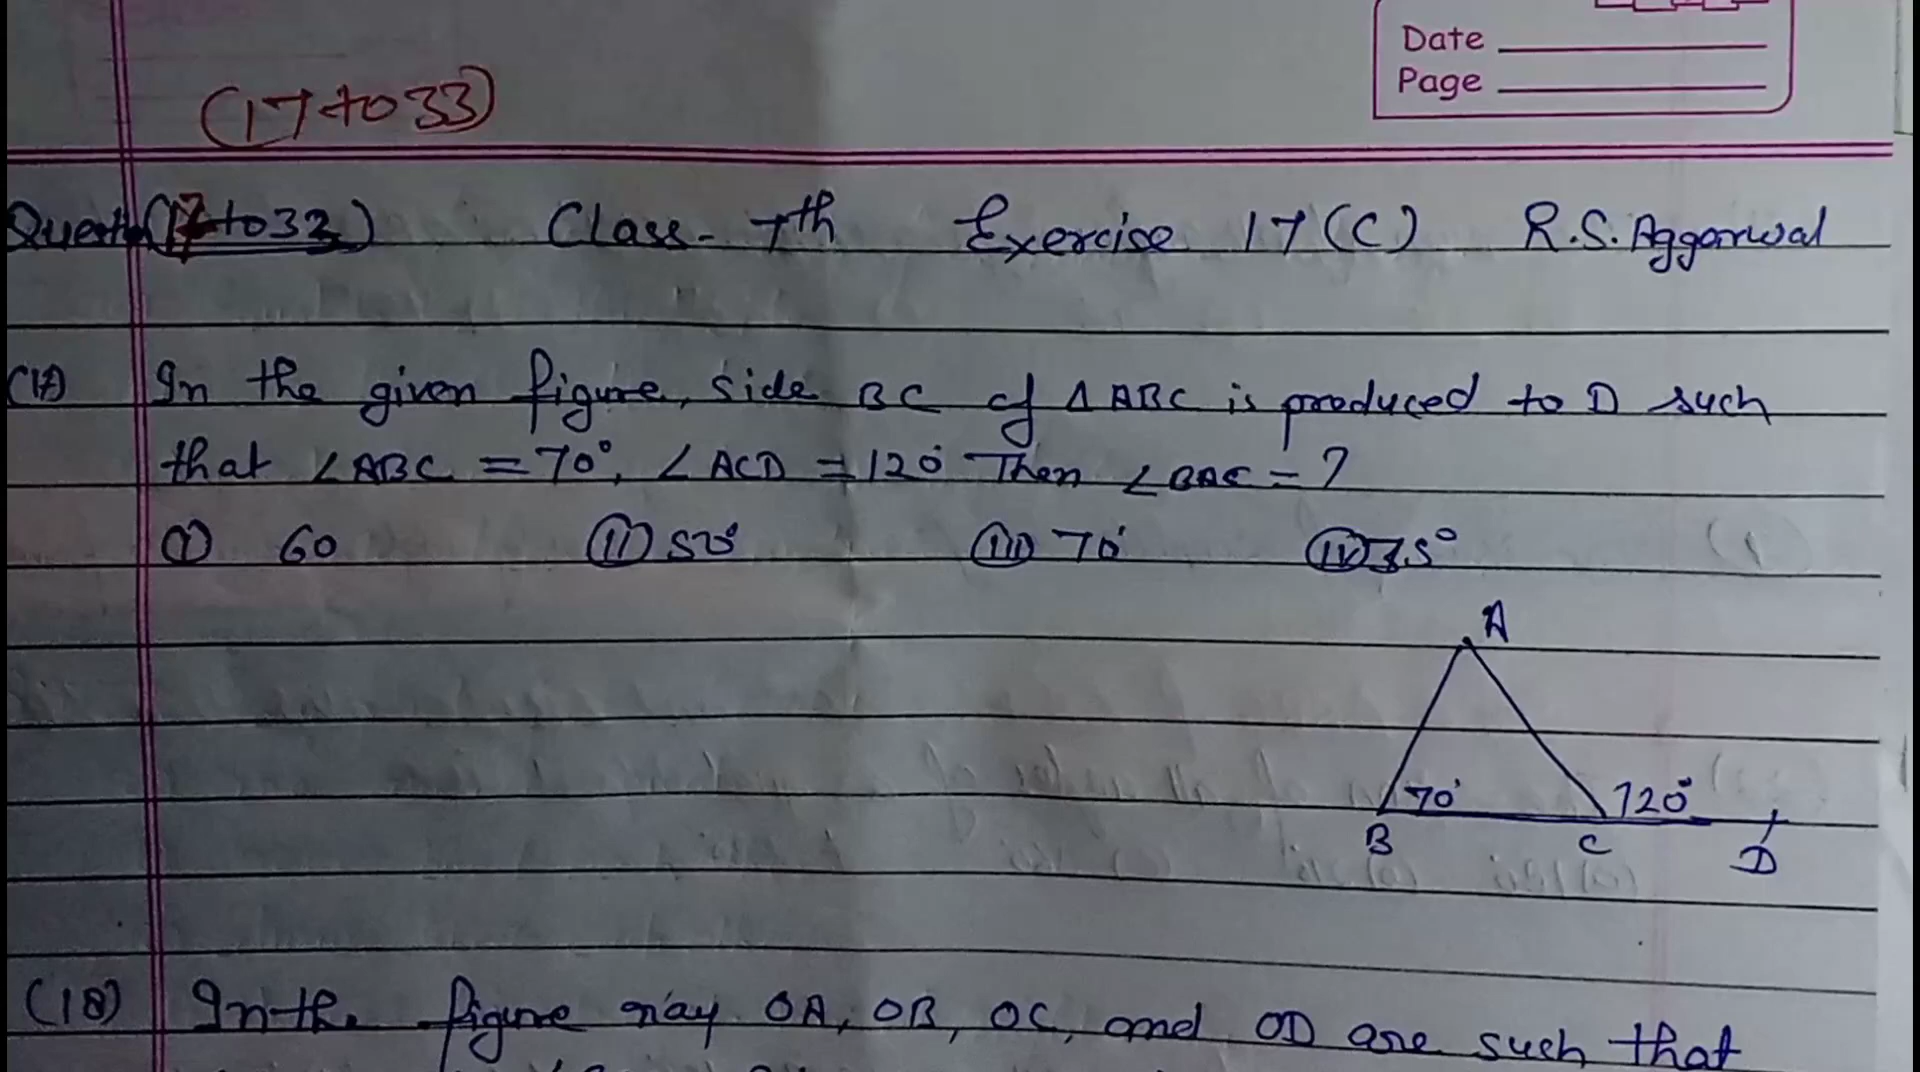 Date
Page
(17 to 33)
Quest (17 to 33) Class - 7th Exercise 17 (C) R.S. Aggarwal
(17) In the given figure, side BC of Δ ABC is produced to D such
that ∠ABC = 70°, ∠ACD = 120° Then ∠BAC = ?
(I) 60 (II) 50° (III) 70° (IV) 35°
A
70° 120°
B C D
(18) In the figure ray OA, OB, OC, and OD are such that